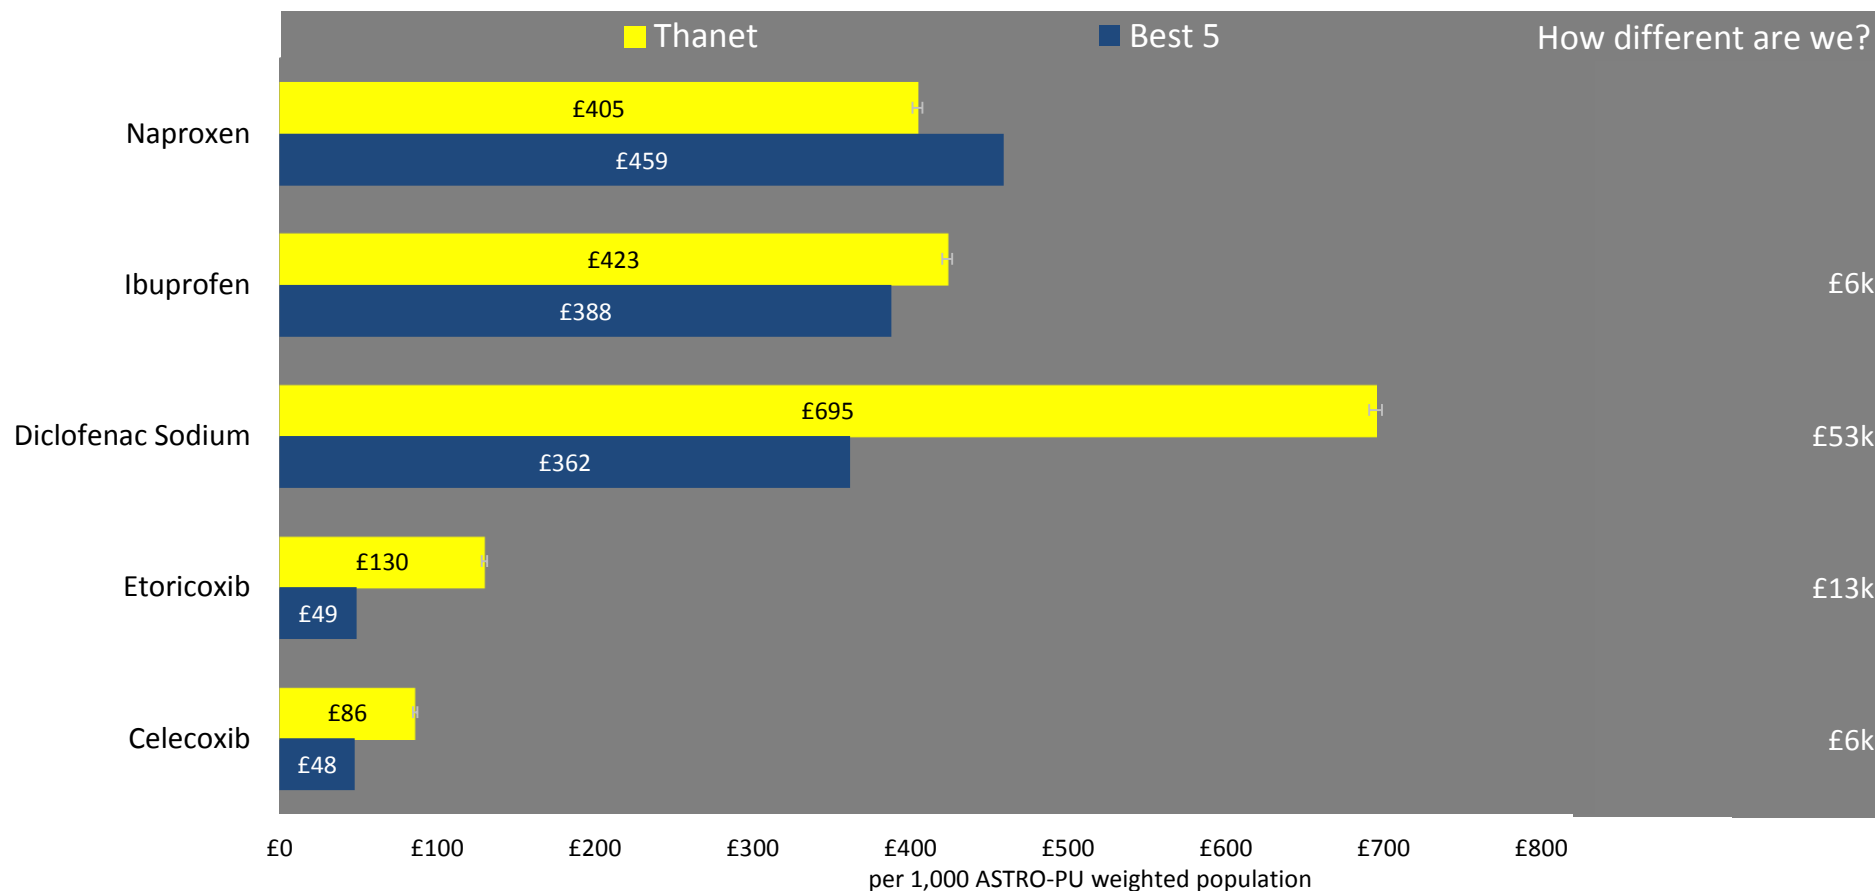 Thanet Best 5 How different are we?
Naproxen
£405
£459
Ibuprofen
£423
£388
£6k
Diclofenac Sodium
£695
£362
£53k
Etoricoxib
£130
£49
£13k
Celecoxib
£86
£48
£6k
£0 £100 £200 £300 £400 £500 £600 £700 £800
per 1,000 ASTRO-PU weighted population